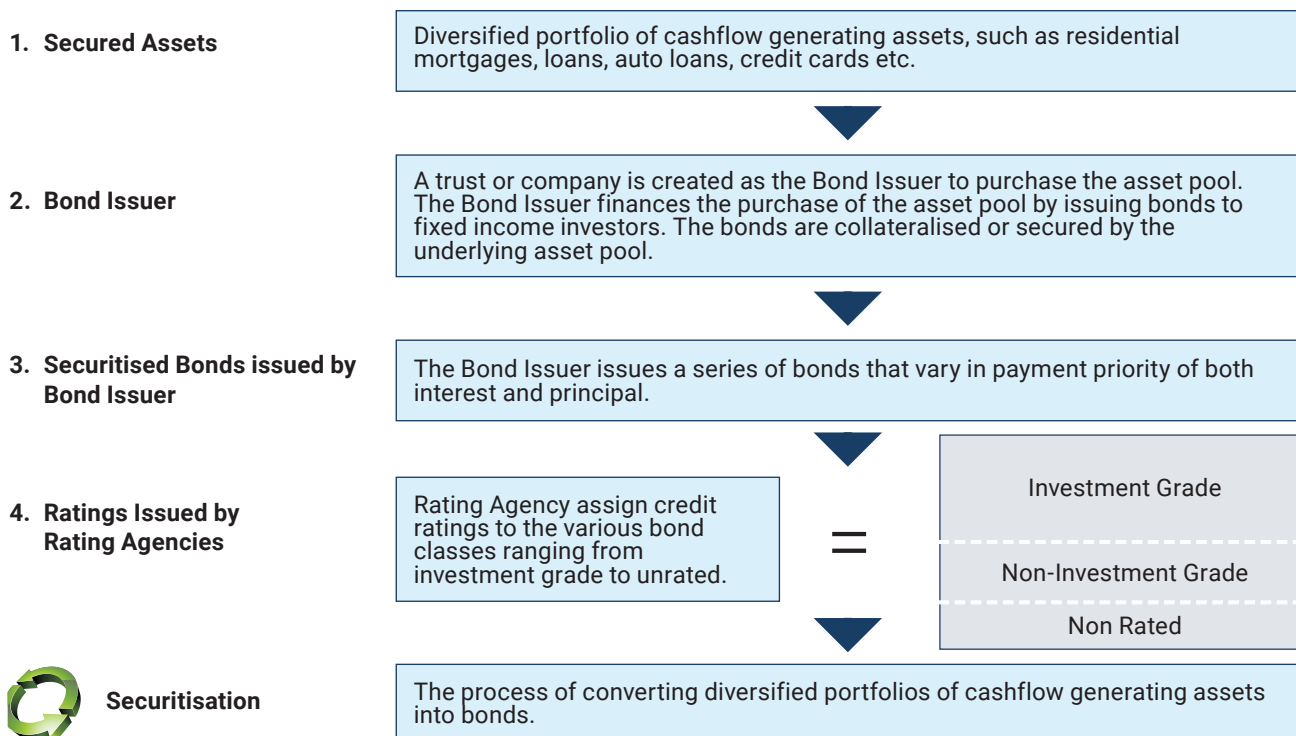 1. Secured Assets
Diversified portfolio of cashflow generating assets, such as residential
mortgages, loans, auto loans, credit cards etc.
2. Bond Issuer
A trust or company is created as the Bond Issuer to purchase the asset pool.
The Bond Issuer finances the purchase of the asset pool by issuing bonds to
fixed income investors. The bonds are collateralised or secured by the
underlying asset pool.
3. Securitised Bonds issued by
Bond Issuer
The Bond Issuer issues a series of bonds that vary in payment priority of both
interest and principal.
4. Ratings Issued by
Rating Agencies
Rating Agency assign credit
ratings to the various bond
classes ranging from
investment grade to unrated.
=
Investment Grade
Non-Investment Grade
Non Rated
Securitisation
The process of converting diversified portfolios of cashflow generating assets
into bonds.